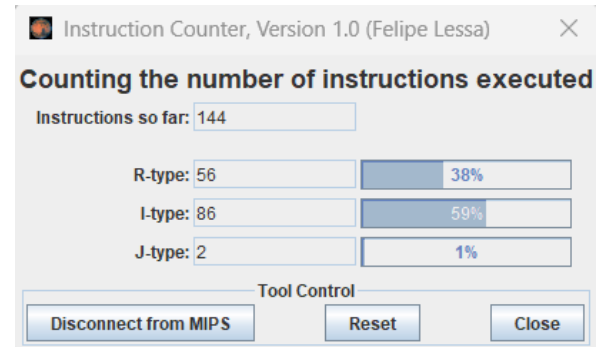 Instruction Counter, Version 1.0 (Felipe Lessa)
Counting the number of instructions executed
Instructions so far: 144
R-type: 56 38%
I-type: 86 59%
J-type: 2 1%
Tool Control
Disconnect from MIPS Reset Close